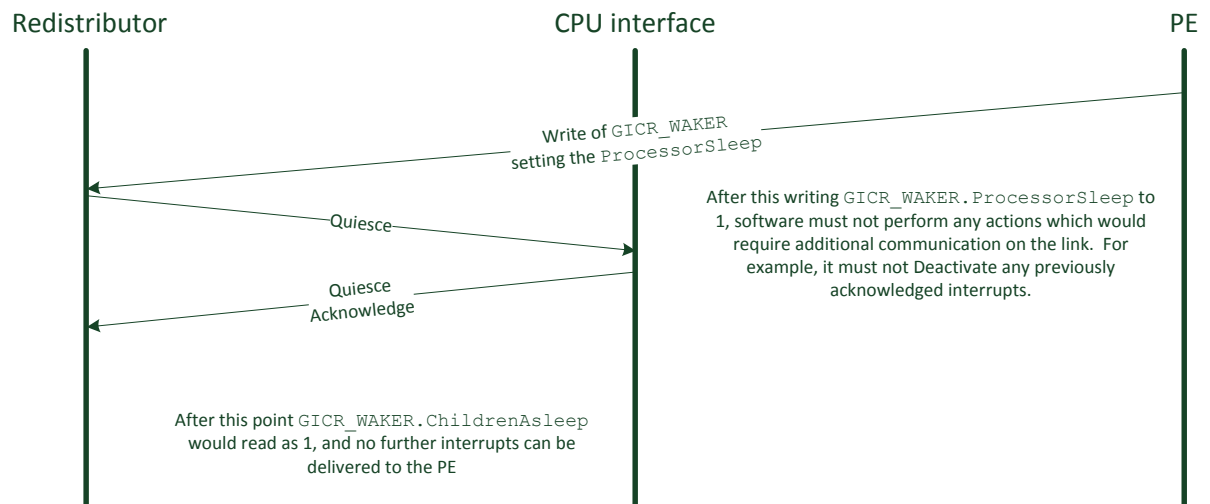 Redistributor
CPU interface
PE
Write of GICR_WAKER
setting the ProcessorSleep
After this writing GICR_WAKER.ProcessorSleep to
1, software must not perform any actions which would
require additional communication on the link. For
example, it must not Deactivate any previously
acknowledged interrupts.
Quiesce
Quiesce
Acknowledge
After this point GICR_WAKER.ChildrenAsleep
would read as 1, and no further interrupts can be
delivered to the PE